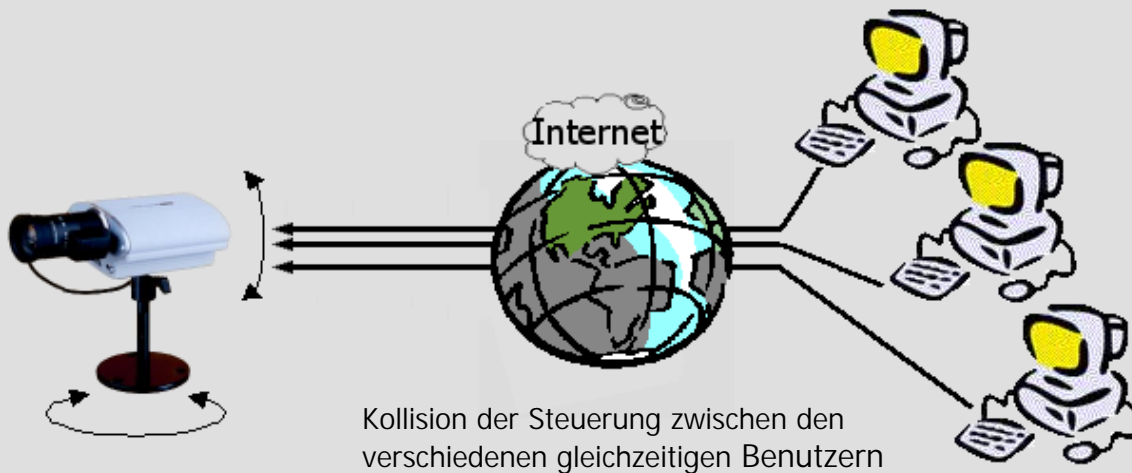 Internet
Kollision der Steuerung zwischen den
verschiedenen gleichzeitigen Benutzern